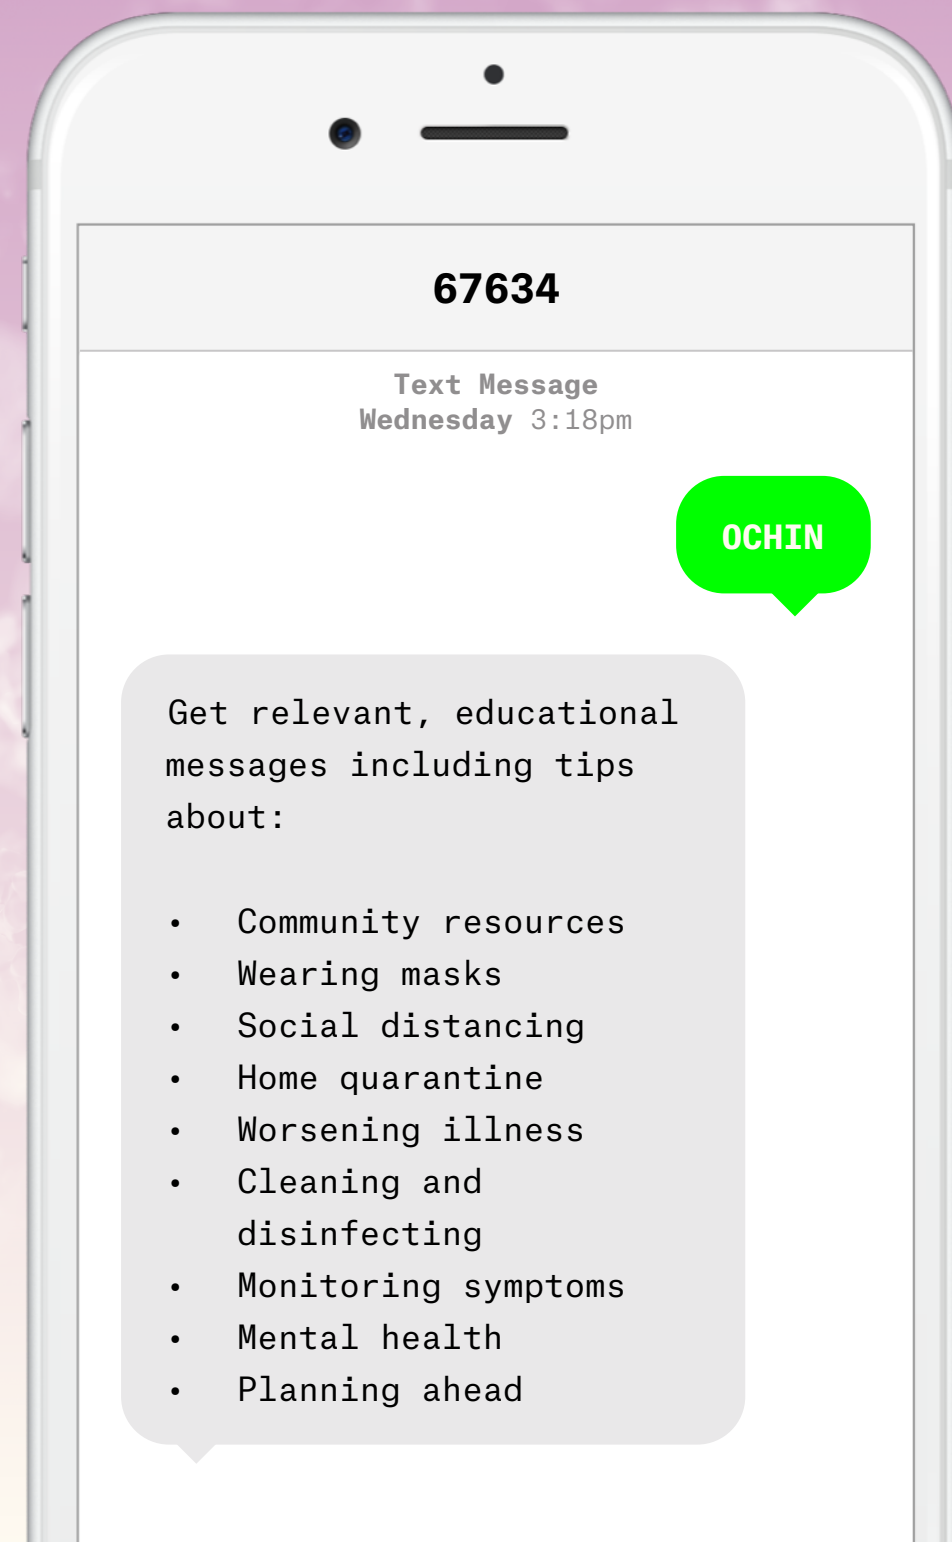 67634
Text Message
Wednesday 3:18pm
OCHIN
Get relevant, educational
messages including tips
about:
• Community resources
• Wearing masks
• Social distancing
• Home quarantine
• Worsening illness
• Cleaning and
disinfecting
• Monitoring symptoms
• Mental health
• Planning ahead